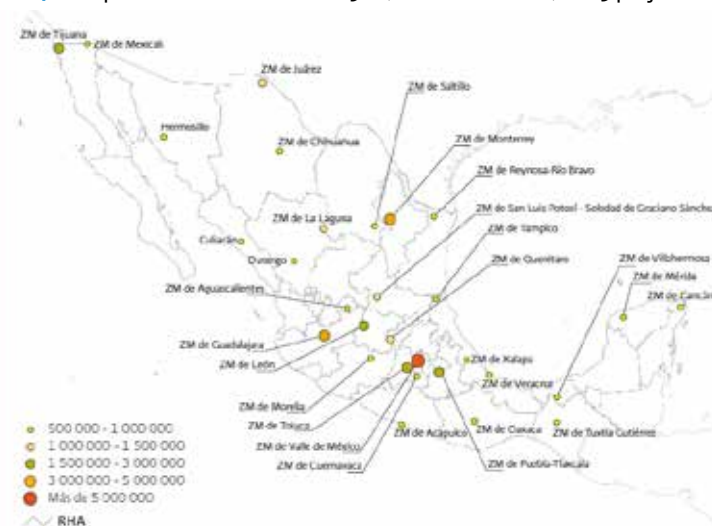 ZM de Tijuana
ZM de Mexicali
ZM de Juárez
ZM de Saltillo
Hermosillo
ZM de Chihuahua
ZM de Monterrey
ZM de Reynosa-Río Bravo
ZM de San Luis Potosí - Soledad de Graciano Sánche
ZM de La Laguna
ZM de Tampico
Culiacán
Durango
ZM de Querétaro
ZM de Villahermosa
ZM de Mérida
ZM de Aguascalientes
ZM de Cancún
ZM de Guadalajara
ZM de León
ZM de Xalapa
ZM de Veracruz
ZM de Morelia
ZM de Toluca
ZM de Acapulco
ZM de Oaxaca
ZM de Tuxtla Gutiérrez
ZM de Valle de México
ZM de Cuernavaca
ZM de Puebla-Tlaxcala
500 000 - 1 000 000
1 000 000 - 1 500 000
1 500 000 - 3 000 000
3 000 000 - 5 000 000
Más de 5 000 000
RHA